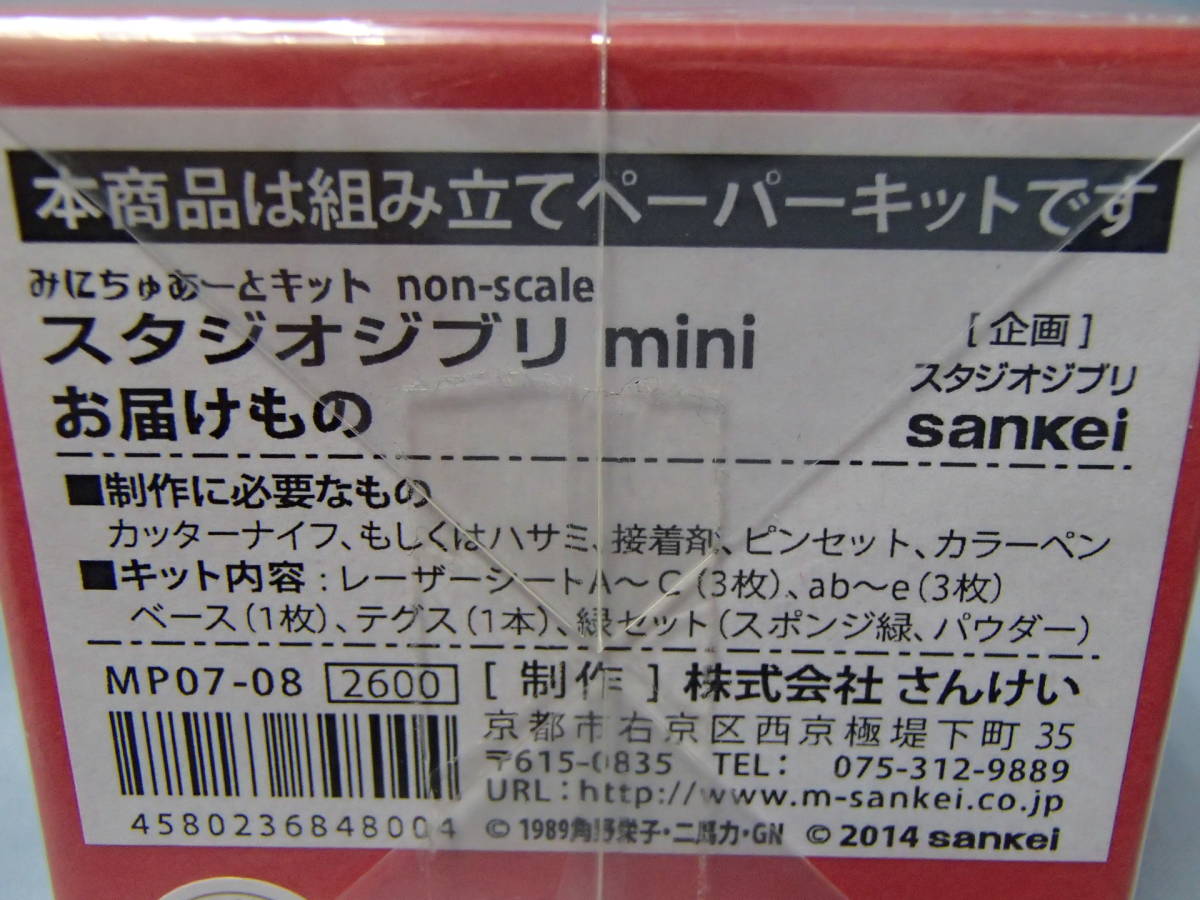 本商品は組み立てペーパーキットです
みにちゅあーとキット non-scale
スタジオジブリ mini
お届けもの
[企画]
スタジオジブリ
sankei
■制作に必要なもの
カッターナイフ、もしくはハサミ、接着剤、ピンセット、カラーペン
■キット内容:レーザーシートA〜C(3枚)、ab〜e(3枚)
ベース(1枚)、テグス(1本)、緑セット(スポンジ緑、パウダー)
MP07-08 2600 [制作] 株式会社 さんけい
京都市右京区西京極堤下町 35
〒615-0835 TEL: 075-312-9889
URL:http://www.m-sankei.co.jp
4580236848004 © 1989角野栄子・二馬力・GN © 2014 sankei